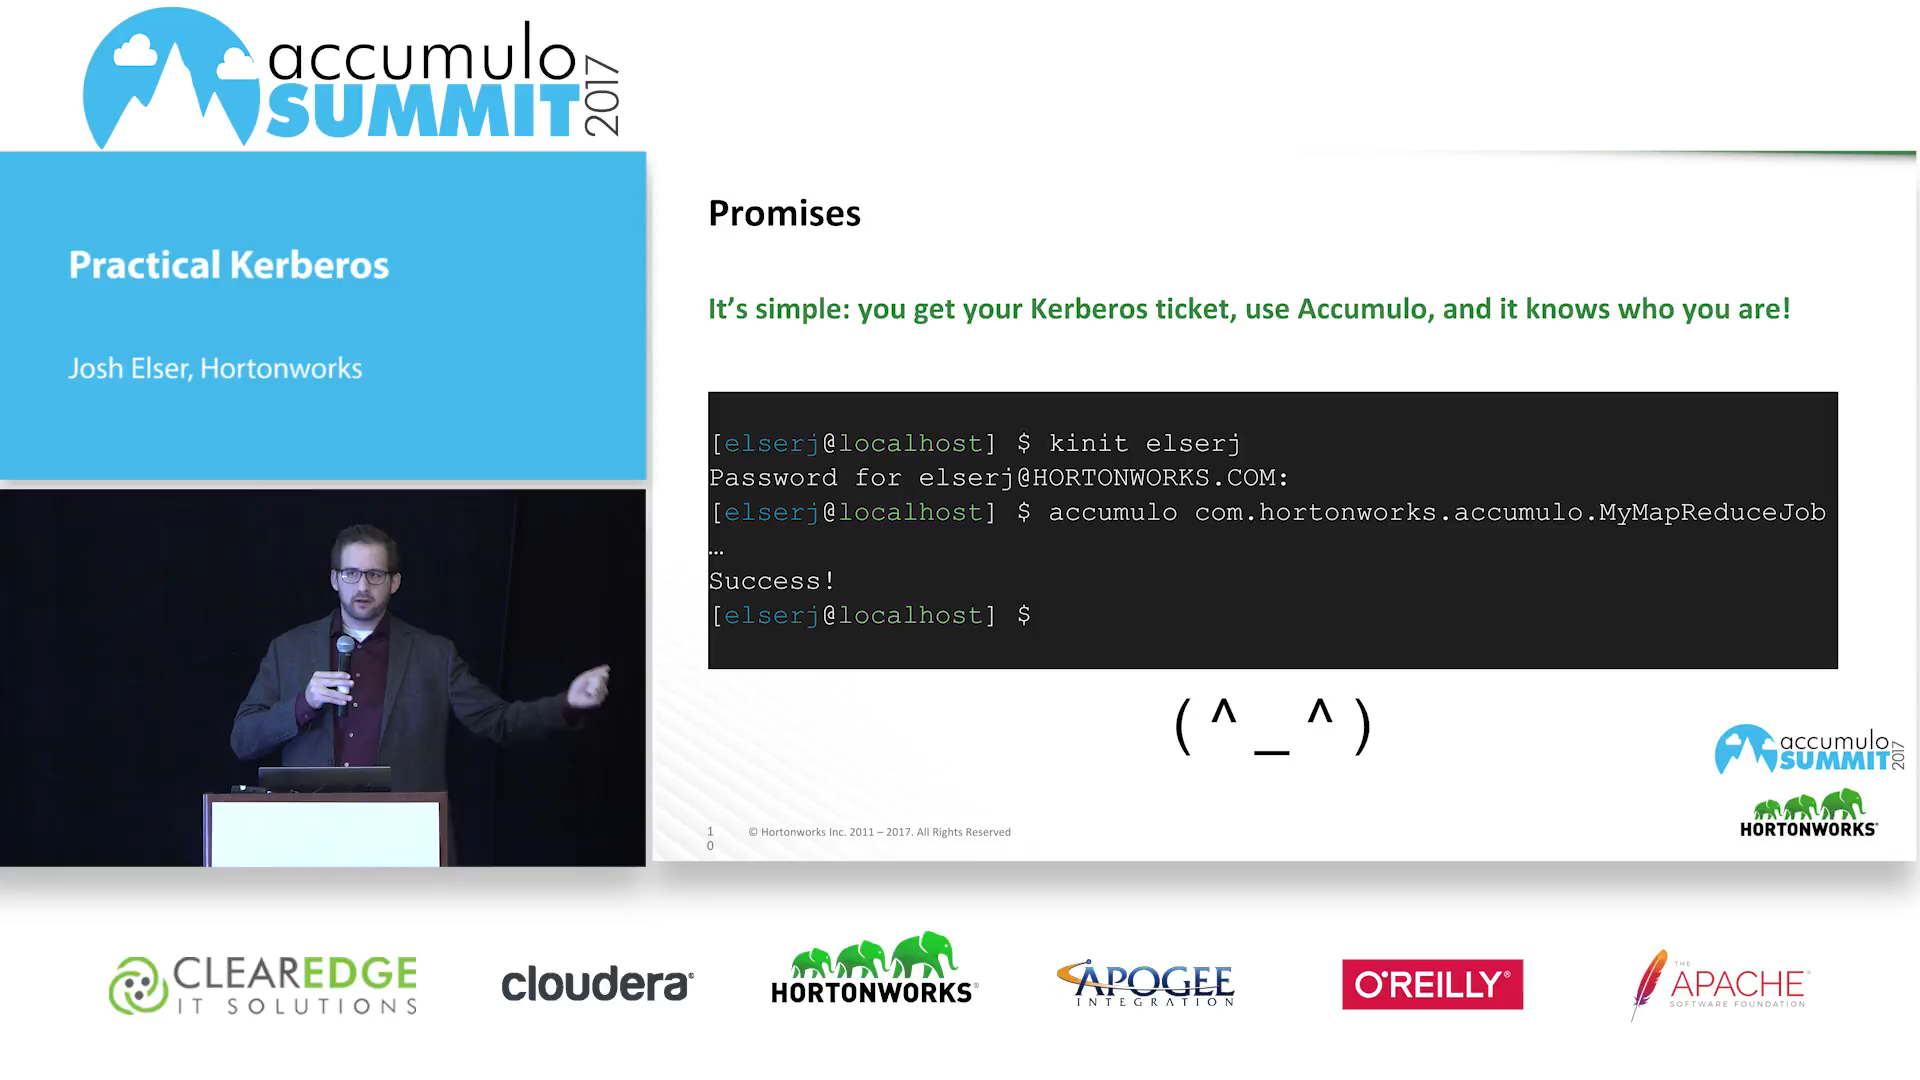 accumulo
SUMMIT
2017
Practical Kerberos
Josh Elser, Hortonworks
Promises
It’s simple: you get your Kerberos ticket, use Accumulo, and it knows who you are!
[elserj@localhost] $ kinit elserj
Password for elserj@HORTONWORKS.COM:
[elserj@localhost] $ accumulo com.hortonworks.accumulo.MyMapReduceJob
…
Success!
[elserj@localhost] $
(^_^)
accumulo
SUMMIT
2017
HORTONWORKS
1
0
© Hortonworks Inc. 2011 – 2017. All Rights Reserved
CLEAREDGE
IT SOLUTIONS
cloudera®
HORTONWORKS®
APOGEE
INTEGRATION
O'REILLY®
THE
APACHE®
SOFTWARE FOUNDATION